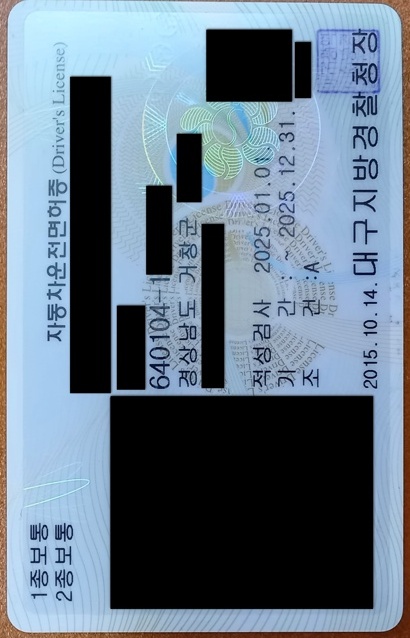 1종보통
2종보통
자동차운전면허증 (Driver's License)
640104-1
경상남도 거창군
적성검사 2025.01.0
기 간 : ~ 2025.12.31.
조 건 :A
2015.10.14. 대구지방경찰청장